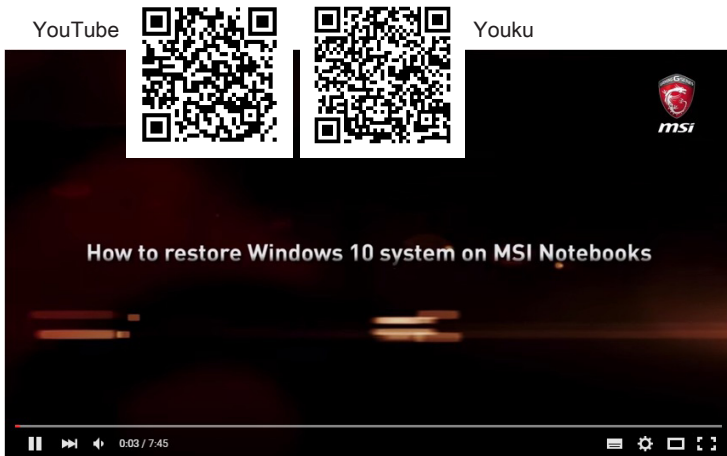 YouTube
Youku
msi
How to restore Windows 10 system on MSI Notebooks
0:03 / 7:45